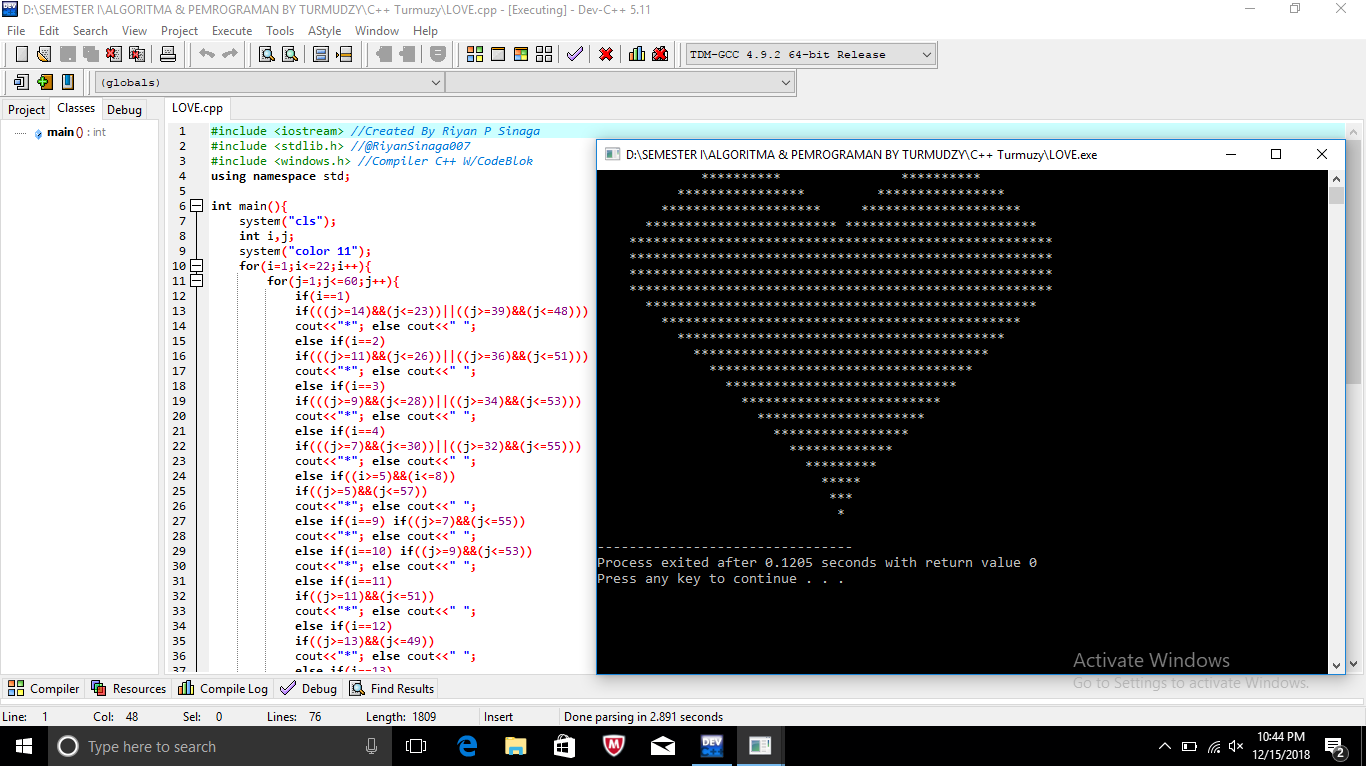 D:\SEMESTER I\ALGORITMA & PEMROGRAMAN BY TURMUDZY\C++ Turmuzy\LOVE.cpp - [Executing] - Dev-C++ 5.11
File Edit Search View Project Execute Tools AStyle Window Help
TDM-GCC 4.9.2 64-bit Release
(globals)
Project Classes Debug
main () : int
LOVE.cpp
1 #include <iostream> //Created By Riyan P Sinaga
2 #include <stdlib.h> //@RiyanSinaga007
3 #include <windows.h> //Compiler C++ W/CodeBlok
4 using namespace std;
5
6 int main(){
7 system("cls");
8 int i,j;
9 system("color 11");
10 for(i=1;i<=22;i++){
11 for(j=1;j<=60;j++){
12 if(i==1)
13 if(((j>=14)&&(j<=23))||((j>=39)&&(j<=48)))
14 cout<<"*"; else cout<<" ";
15 else if(i==2)
16 if(((j>=11)&&(j<=26))||((j>=36)&&(j<=51)))
17 cout<<"*"; else cout<<" ";
18 else if(i==3)
19 if(((j>=9)&&(j<=28))||((j>=34)&&(j<=53)))
20 cout<<"*"; else cout<<" ";
21 else if(i==4)
22 if(((j>=7)&&(j<=30))||((j>=32)&&(j<=55)))
23 cout<<"*"; else cout<<" ";
24 else if((i>=5)&&(i<=8))
25 if((j>=5)&&(j<=57))
26 cout<<"*"; else cout<<" ";
27 else if(i==9) if((j>=7)&&(j<=55))
28 cout<<"*"; else cout<<" ";
29 else if(i==10) if((j>=9)&&(j<=53))
30 cout<<"*"; else cout<<" ";
31 else if(i==11)
32 if((j>=11)&&(j<=51))
33 cout<<"*"; else cout<<" ";
34 else if(i==12)
35 if((j>=13)&&(j<=49))
36 cout<<"*"; else cout<<" ";
37 else if(i==13)
D:\SEMESTER I\ALGORITMA & PEMROGRAMAN BY TURMUDZY\C++ Turmuzy\LOVE.exe
             **********               **********
          ****************         ****************
        ********************     ********************
      ************************ ************************
    *****************************************************
    *****************************************************
    *****************************************************
    *****************************************************
      *************************************************
        *********************************************
          *****************************************
            *************************************
              *********************************
                *****************************
                  *************************
                    *********************
                      *****************
                        *************
                          *********
                            *****
                             ***
                              *
--------------------------------
Process exited after 0.1205 seconds with return value 0
Press any key to continue . . .
Activate Windows
Go to Settings to activate Windows.
Compiler Resources Compile Log Debug Find Results
Line: 1 Col: 48 Sel: 0 Lines: 76 Length: 1809 Insert Done parsing in 2.891 seconds
Type here to search
DEV
C++
10:44 PM
12/15/2018
2